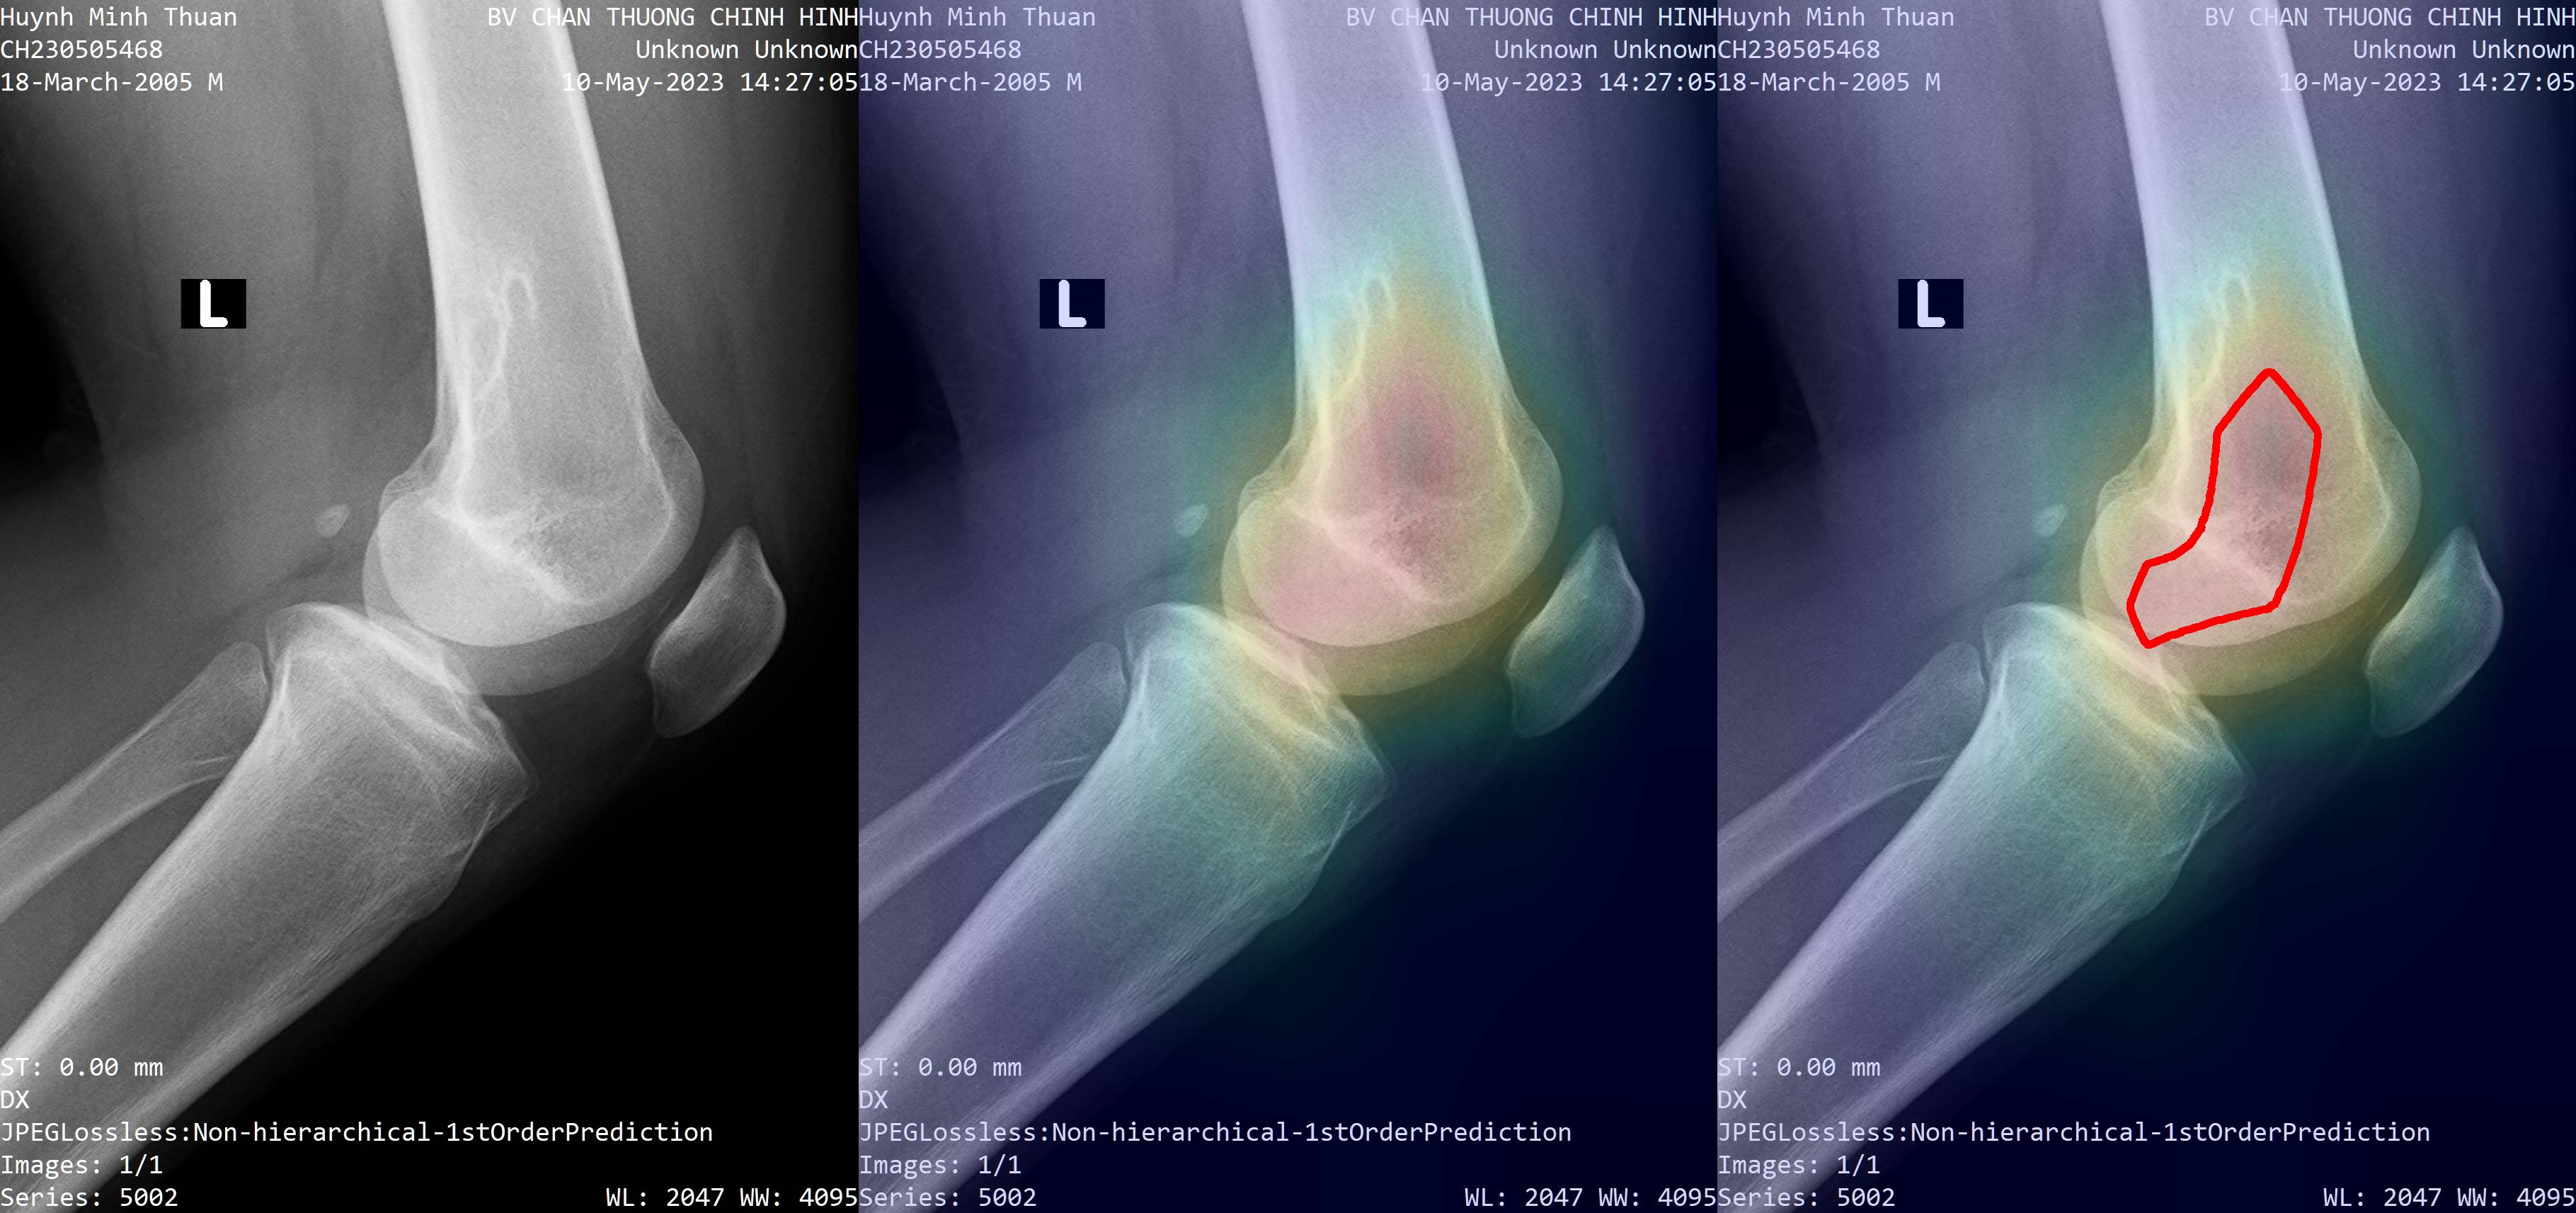 Huynh Minh Thuan
CH230505468
18-March-2005 M
BV CHAN THUONG CHINH HINH
Unknown Unknown
10-May-2023 14:27:05
L
ST: 0.00 mm
DX
JPEGLossless:Non-hierarchical-1stOrderPrediction
Images: 1/1
Series: 5002
WL: 2047 WW: 4095
Huynh Minh Thuan
CH230505468
18-March-2005 M
BV CHAN THUONG CHINH HINH
Unknown Unknown
10-May-2023 14:27:05
L
ST: 0.00 mm
DX
JPEGLossless:Non-hierarchical-1stOrderPrediction
Images: 1/1
Series: 5002
WL: 2047 WW: 4095
Huynh Minh Thuan
CH230505468
18-March-2005 M
BV CHAN THUONG CHINH HINH
Unknown Unknown
10-May-2023 14:27:05
L
ST: 0.00 mm
DX
JPEGLossless:Non-hierarchical-1stOrderPrediction
Images: 1/1
Series: 5002
WL: 2047 WW: 4095